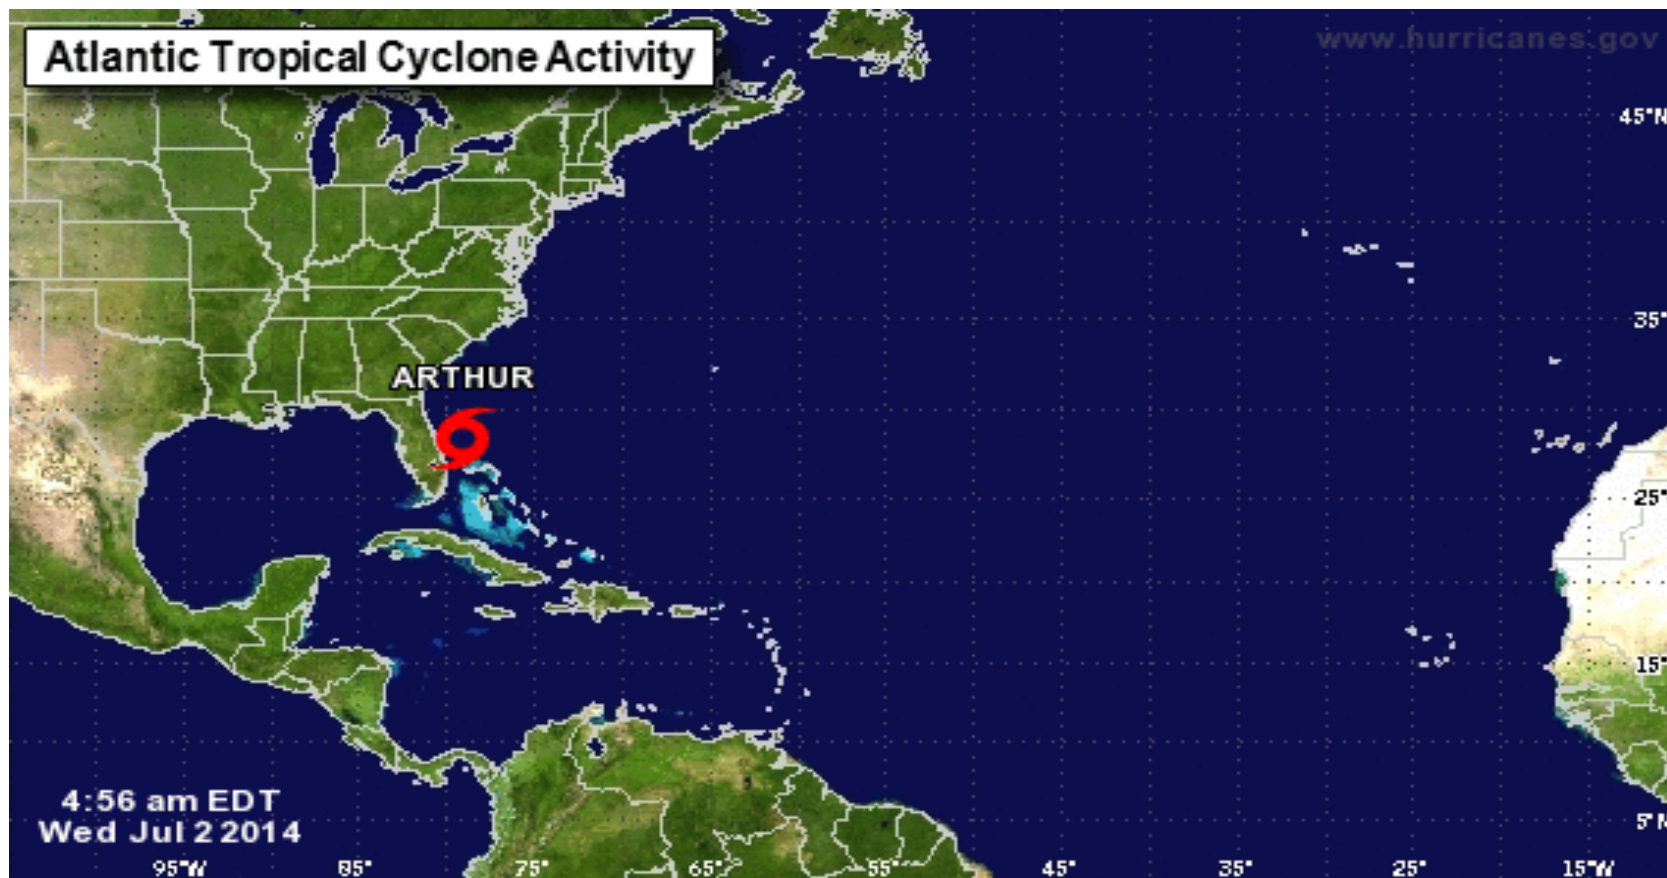 Atlantic Tropical Cyclone Activity
www.hurricanes.gov
45°N
35°
ARTHUR
25°
15°
4:56 am EDT
Wed Jul 2 2014
5°N
95°W 85° 75° 65° 55° 45° 35° 25° 15°W